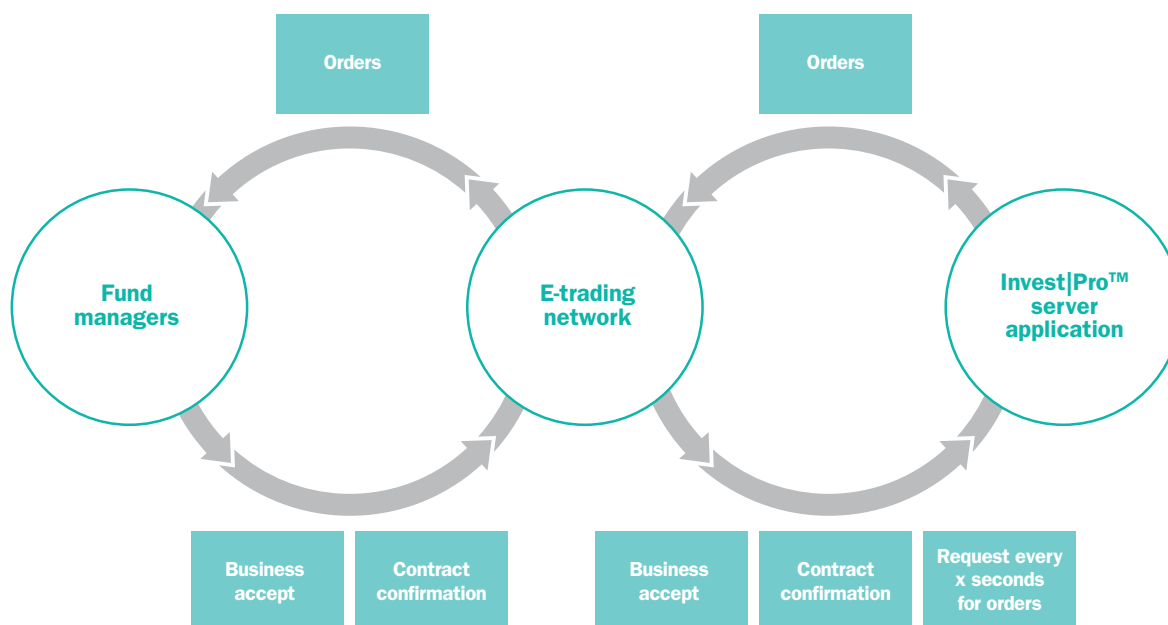 Orders
Orders
Fund
managers
E-trading
network
Invest|Pro™
server
application
Business
accept
Contract
confirmation
Business
accept
Contract
confirmation
Request every
x seconds
for orders